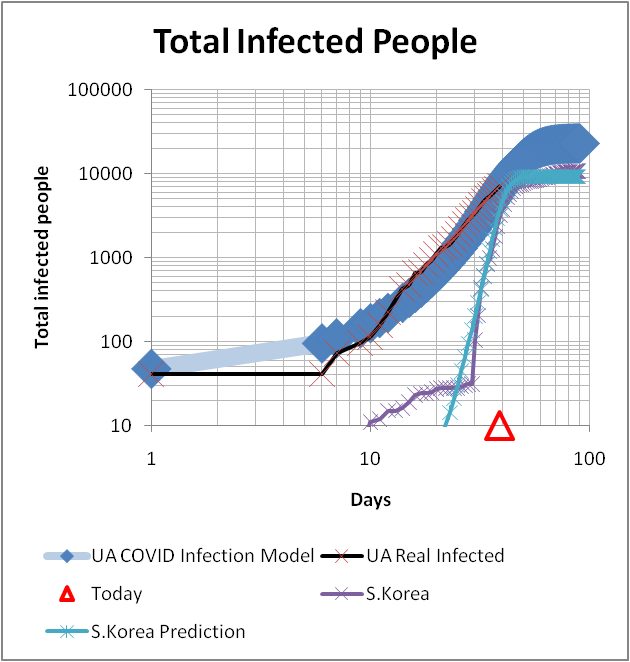 Total Infected People
100000
10000
1000
100
10
1 10 100
Total infected people
Days
UA COVID Infection Model UA Real Infected
Today S.Korea
S.Korea Prediction